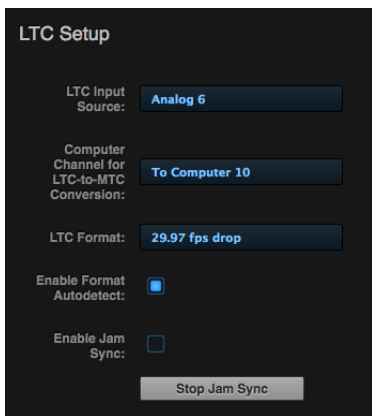 LTC Setup
LTC Input
Source:
Analog 6
Computer
Channel for
LTC-to-MTC
Conversion:
To Computer 10
LTC Format:
29.97 fps drop
Enable Format
Autodetect:
Enable Jam
Sync:
Stop Jam Sync